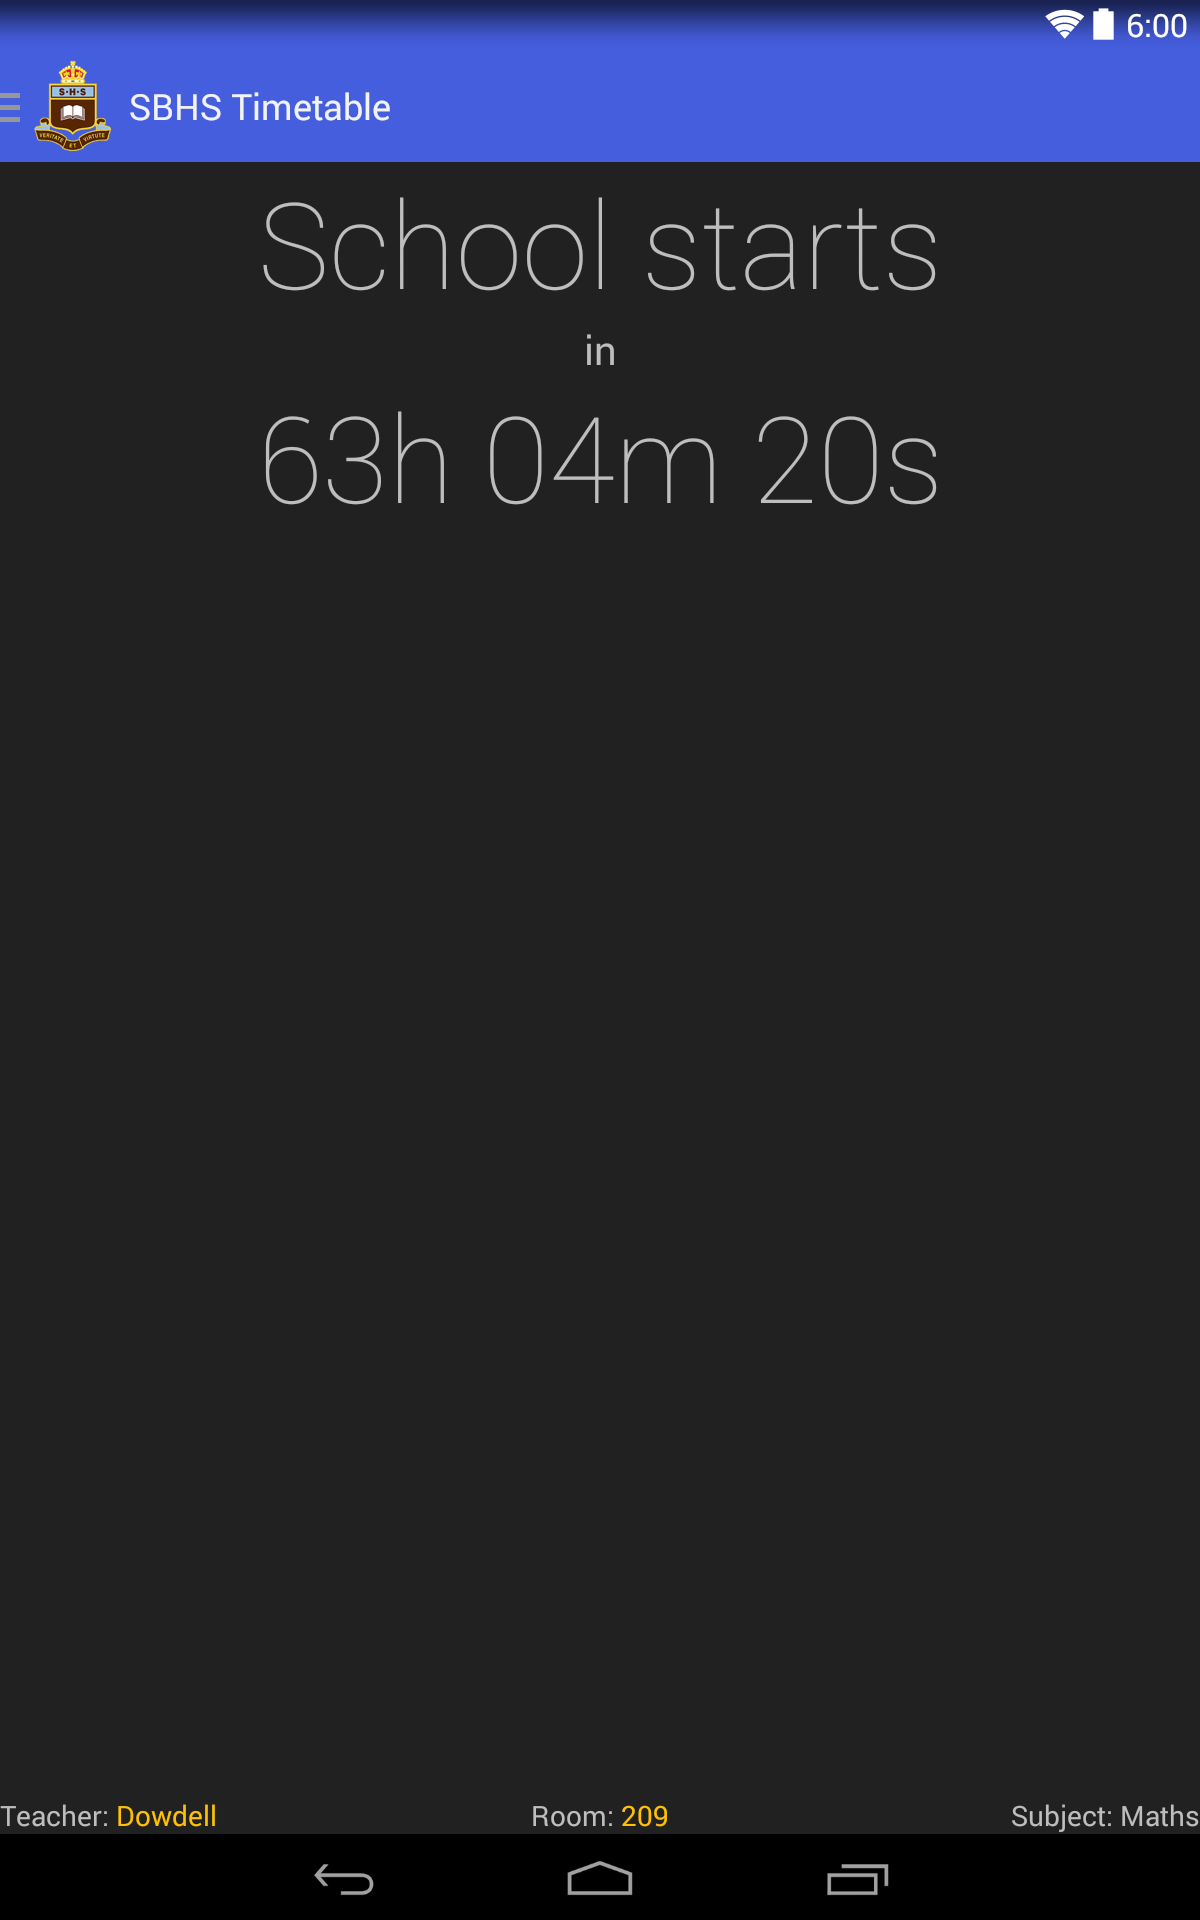 6:00
S·H·S
VERITATE ET VIRTUTE
SBHS Timetable
School starts
in
63h 04m 20s
Teacher: Dowdell
Room: 209
Subject: Maths